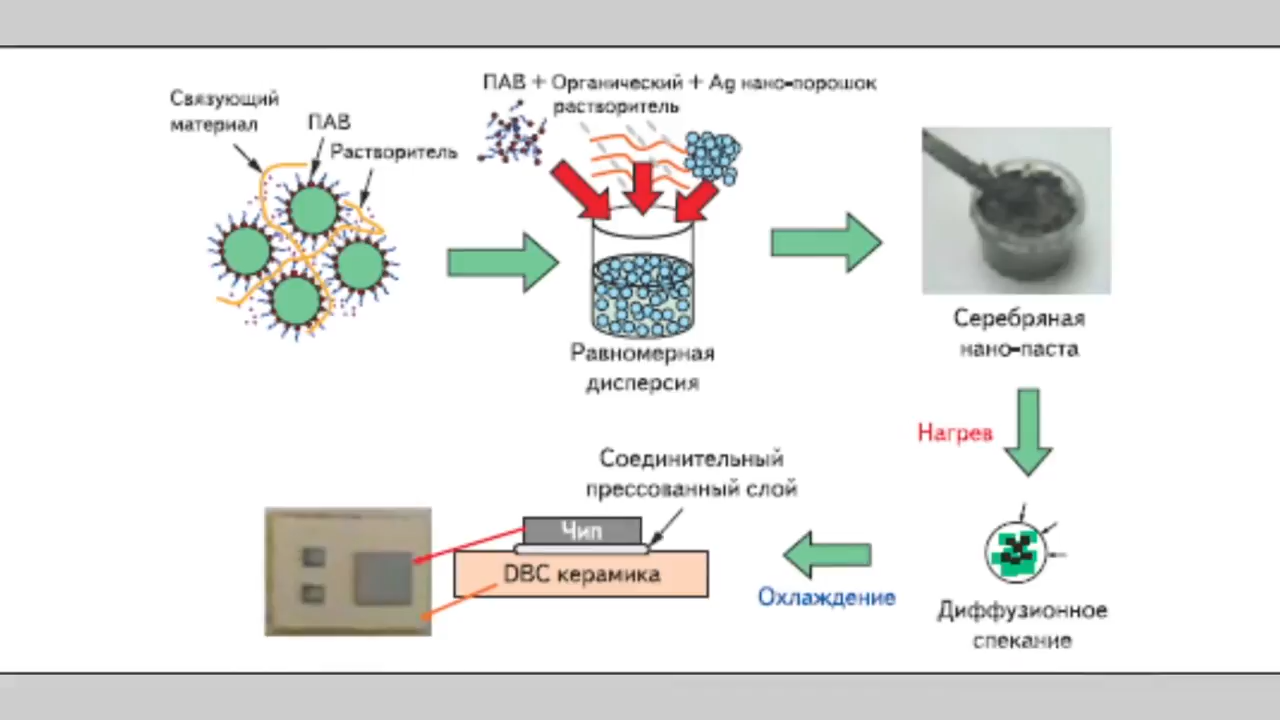 Связующий
материал
ПАВ
Растворитель
ПАВ + Органический + Ag нано-порошок
растворитель
Равномерная
дисперсия
Серебряная
нано-паста
Нагрев
Диффузионное
спекание
Охлаждение
Соединительный
прессованный слой
Чип
DBC керамика